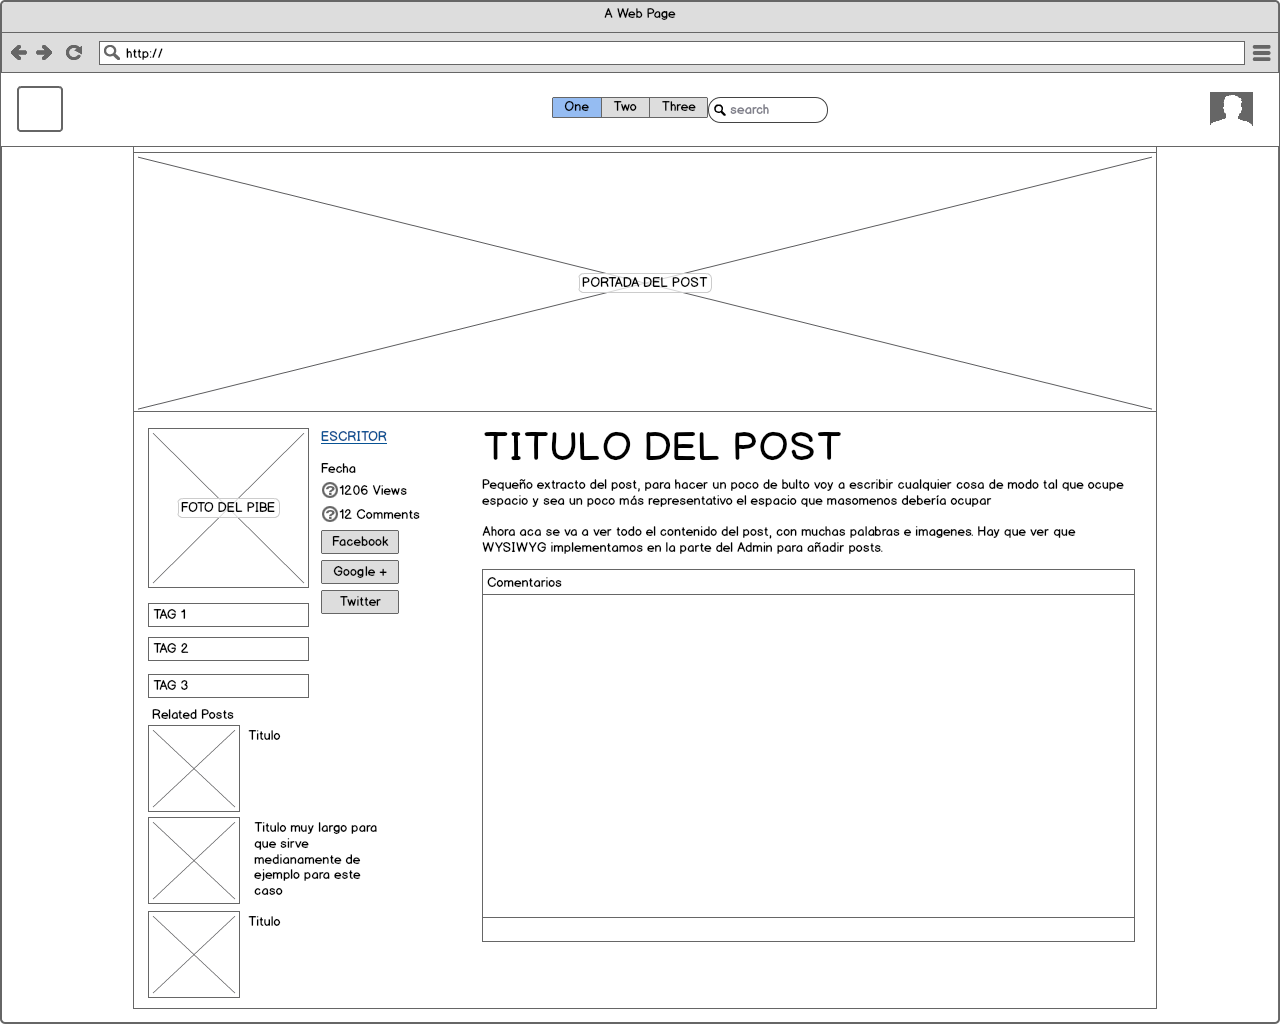 A Web Page
http://
One Two Three search
PORTADA DEL POST
FOTO DEL PIBE
ESCRITOR
Fecha
1206 Views
12 Comments
Facebook
Google +
Twitter
TAG 1
TAG 2
TAG 3
Related Posts
Titulo
Titulo muy largo para
que sirve
medianamente de
ejemplo para este
caso
Titulo
TITULO DEL POST
Pequeño extracto del post, para hacer un poco de bulto voy a escribir cualquier cosa de modo tal que ocupe
espacio y sea un poco más representativo el espacio que masomenos debería ocupar
Ahora aca se va a ver todo el contenido del post, con muchas palabras e imagenes. Hay que ver que
WYSIWYG implementamos en la parte del Admin para añadir posts.
Comentarios